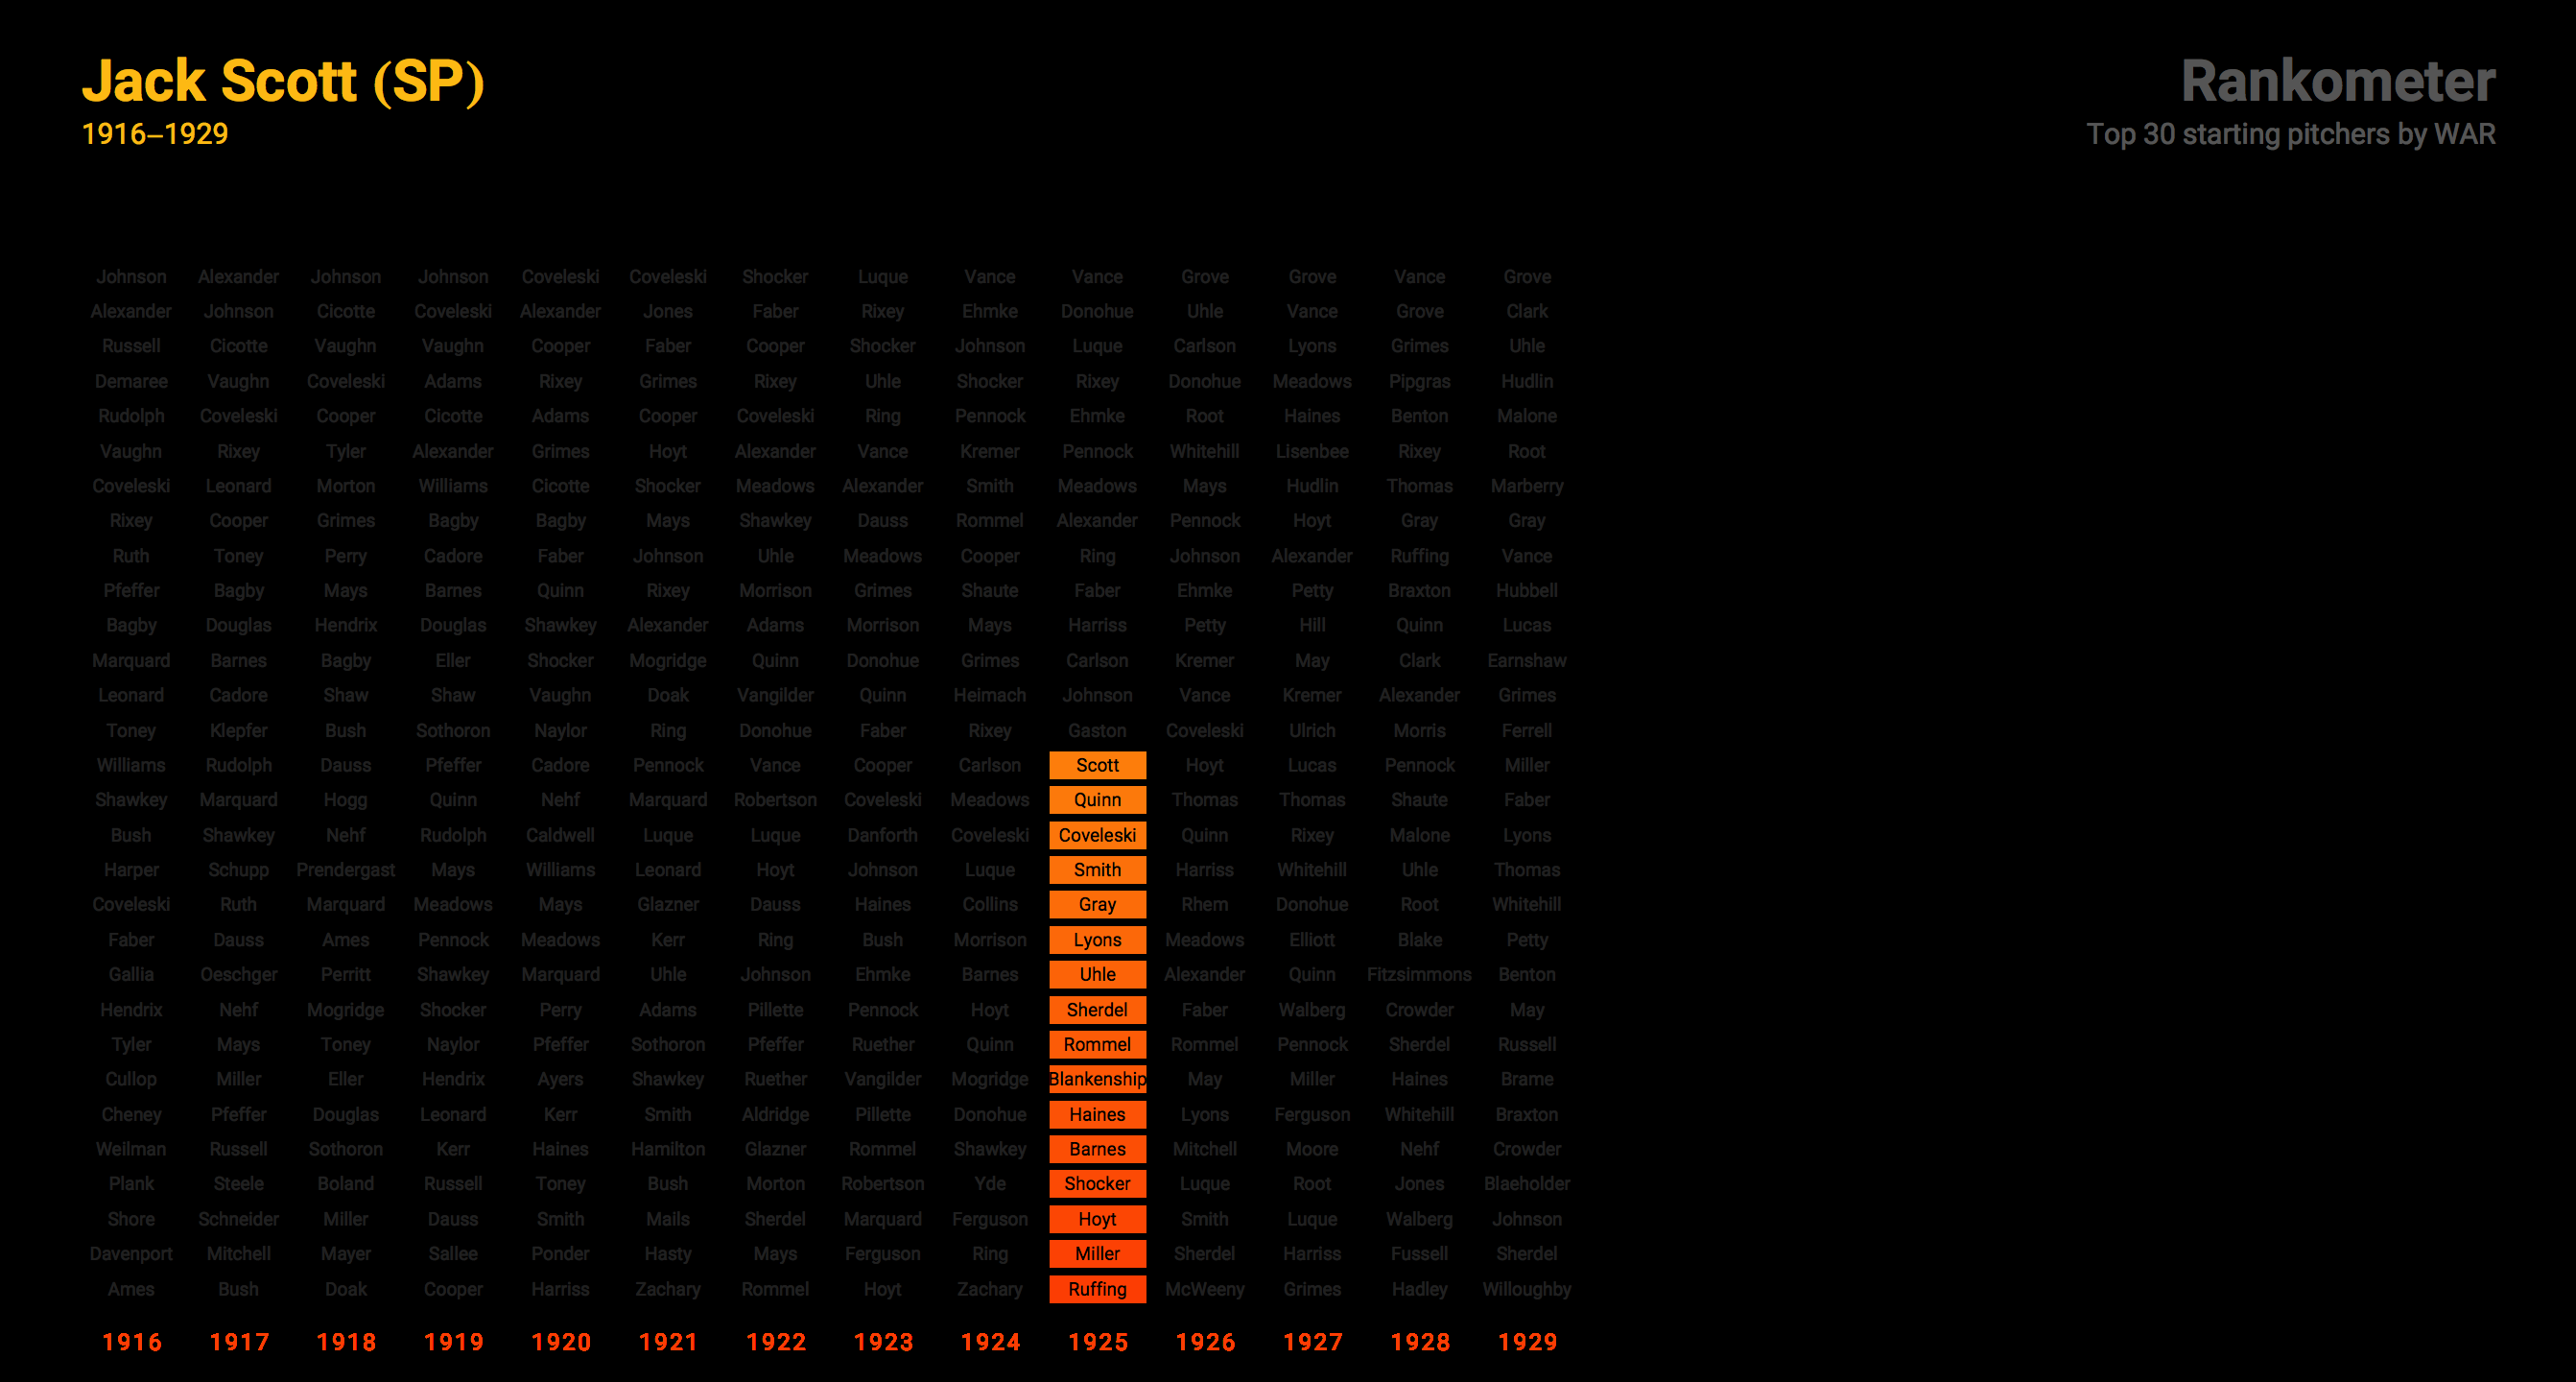 Jack Scott (SP)
1916–1929
Rankometer
Top 30 starting pitchers by WAR
Johnson Alexander Johnson Johnson Coveleski Coveleski Shocker Luque Vance Vance Grove Grove Vance Grove
Alexander Johnson Cicotte Coveleski Alexander Jones Faber Rixey Ehmke Donohue Uhle Vance Grove Clark
Russell Cicotte Vaughn Vaughn Cooper Faber Cooper Shocker Johnson Luque Carlson Lyons Grimes Uhle
Demaree Vaughn Coveleski Adams Rixey Grimes Rixey Uhle Shocker Rixey Donohue Meadows Pipgras Hudlin
Rudolph Coveleski Cooper Cicotte Adams Cooper Coveleski Ring Pennock Ehmke Root Haines Benton Malone
Vaughn Rixey Tyler Alexander Grimes Hoyt Alexander Vance Kremer Pennock Whitehill Lisenbee Rixey Root
Coveleski Leonard Morton Williams Cicotte Shocker Meadows Alexander Smith Meadows Mays Hudlin Thomas Marberry
Rixey Cooper Grimes Bagby Bagby Mays Shawkey Dauss Rommel Alexander Pennock Hoyt Gray Gray
Ruth Toney Perry Cadore Faber Johnson Uhle Meadows Cooper Ring Johnson Alexander Ruffing Vance
Pfeffer Bagby Mays Barnes Quinn Rixey Morrison Grimes Shaute Faber Ehmke Petty Braxton Hubbell
Bagby Douglas Hendrix Douglas Shawkey Alexander Adams Morrison Mays Harriss Petty Hill Quinn Lucas
Marquard Barnes Bagby Eller Shocker Mogridge Quinn Donohue Grimes Carlson Kremer May Clark Earnshaw
Leonard Cadore Shaw Shaw Vaughn Doak Vangilder Quinn Heimach Johnson Vance Kremer Alexander Grimes
Toney Klepfer Bush Sothoron Naylor Ring Donohue Faber Rixey Gaston Coveleski Ulrich Morris Ferrell
Williams Rudolph Dauss Pfeffer Cadore Pennock Vance Cooper Carlson Scott Hoyt Lucas Pennock Miller
Shawkey Marquard Hogg Quinn Nehf Marquard Robertson Coveleski Meadows Quinn Thomas Thomas Shaute Faber
Bush Shawkey Nehf Rudolph Caldwell Luque Luque Danforth Coveleski Coveleski Quinn Rixey Malone Lyons
Harper Schupp Prendergast Mays Williams Leonard Hoyt Johnson Luque Smith Harriss Whitehill Uhle Thomas
Coveleski Ruth Marquard Meadows Mays Glazner Dauss Haines Collins Gray Rhem Donohue Root Whitehill
Faber Dauss Ames Pennock Meadows Kerr Ring Bush Morrison Lyons Meadows Elliott Blake Petty
Gallia Oeschger Perritt Shawkey Marquard Uhle Johnson Ehmke Barnes Uhle Alexander Quinn Fitzsimmons Benton
Hendrix Nehf Mogridge Shocker Perry Adams Pillette Pennock Hoyt Sherdel Faber Walberg Crowder May
Tyler Mays Toney Naylor Pfeffer Sothoron Pfeffer Ruether Quinn Rommel Rommel Pennock Sherdel Russell
Cullop Miller Eller Hendrix Ayers Shawkey Ruether Vangilder Mogridge Blankenship May Miller Haines Brame
Cheney Pfeffer Douglas Leonard Kerr Smith Aldridge Pillette Donohue Haines Lyons Ferguson Whitehill Braxton
Weilman Russell Sothoron Kerr Haines Hamilton Glazner Rommel Shawkey Barnes Mitchell Moore Nehf Crowder
Plank Steele Boland Russell Toney Bush Morton Robertson Yde Shocker Luque Root Jones Blaeholder
Shore Schneider Miller Dauss Smith Mails Sherdel Marquard Ferguson Hoyt Smith Luque Walberg Johnson
Davenport Mitchell Mayer Sallee Ponder Hasty Mays Ferguson Ring Miller Sherdel Harriss Fussell Sherdel
Ames Bush Doak Cooper Harriss Zachary Rommel Hoyt Zachary Ruffing McWeeny Grimes Hadley Willoughby
1916 1917 1918 1919 1920 1921 1922 1923 1924 1925 1926 1927 1928 1929